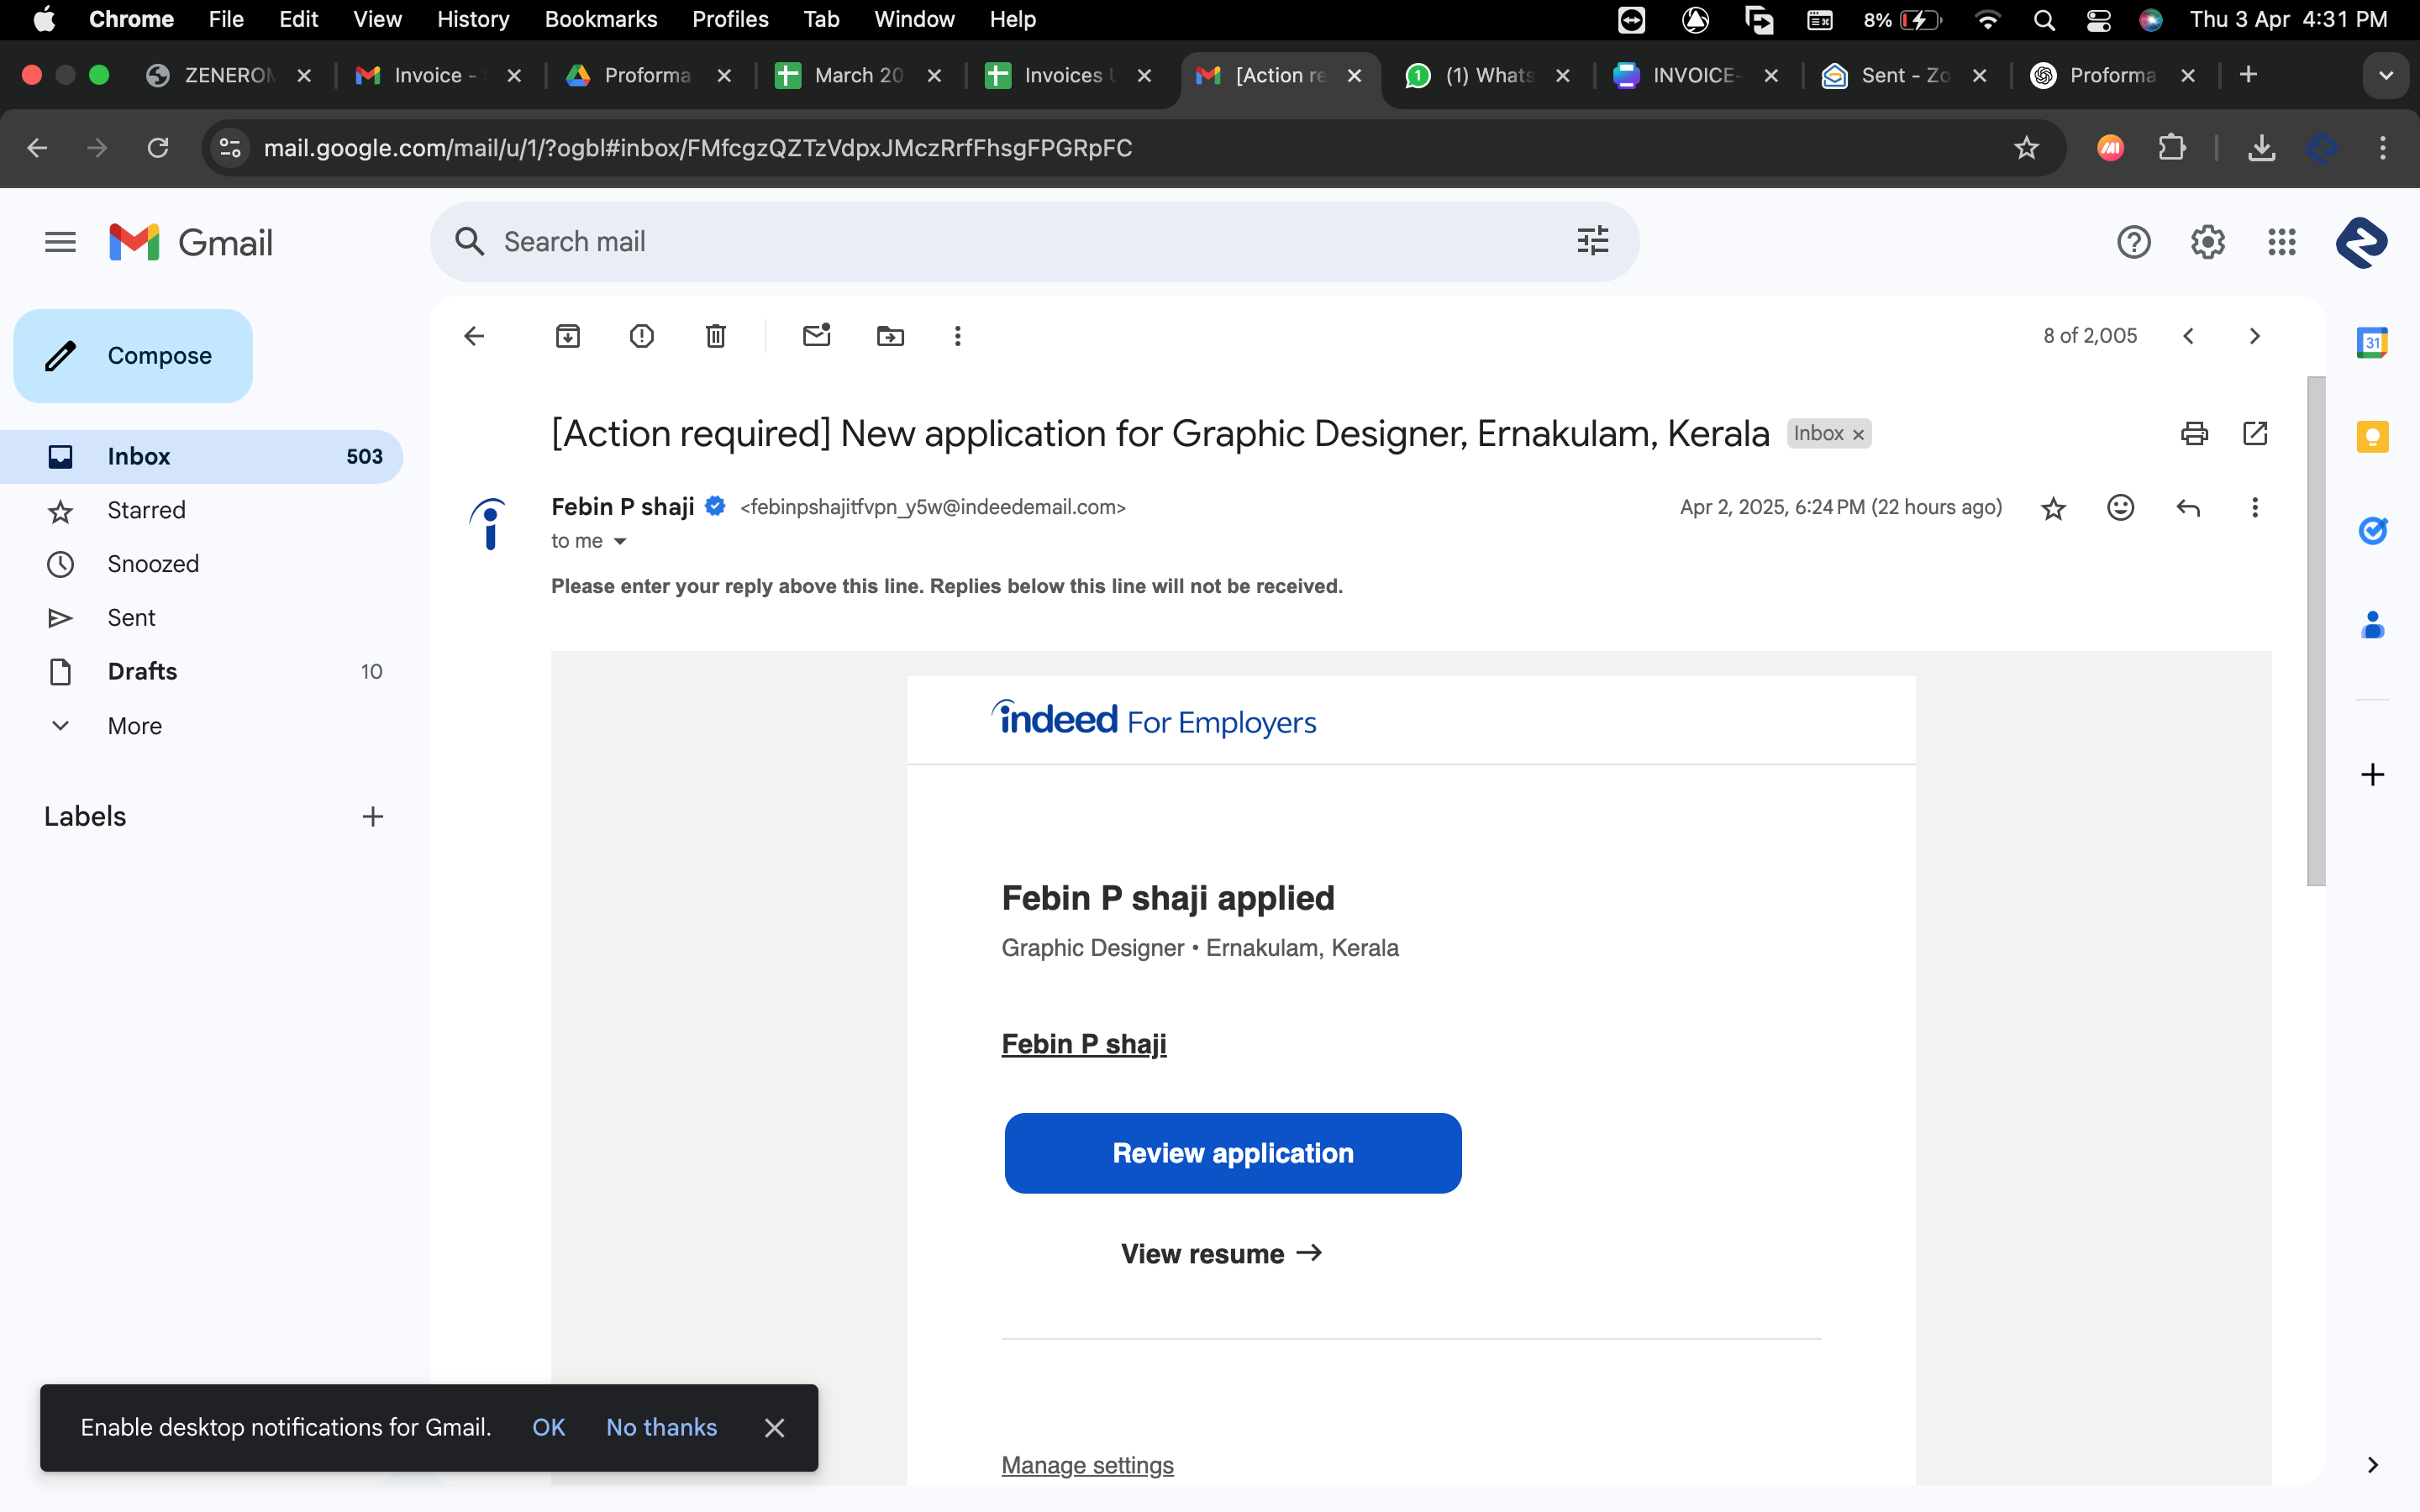 Chrome File Edit View History Bookmarks Profiles Tab Window Help 8% Thu 3 Apr 4:31 PM
ZENERO Invoice - Proforma March 20 Invoices [Action re (1) Whats INVOICE- Sent - Zo Proforma
mail.google.com/mail/u/1/?ogbl#inbox/FMfcgzQZTzVdpxJMczRrfFhsgFPGRpFC
Gmail
Search mail
Compose
8 of 2,005
31
Inbox 503
Starred
Snoozed
Sent
Drafts 10
More
Labels
[Action required] New application for Graphic Designer, Ernakulam, Kerala Inbox
Febin P shaji <febinpshajitfvpn_y5w@indeedemail.com> Apr 2, 2025, 6:24 PM (22 hours ago)
to me
Please enter your reply above this line. Replies below this line will not be received.
indeed For Employers
Febin P shaji applied
Graphic Designer • Ernakulam, Kerala
Febin P shaji
Review application
View resume →
Manage settings
Enable desktop notifications for Gmail. OK No thanks